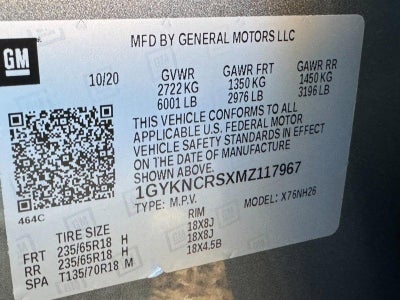 GM
MFD BY GENERAL MOTORS LLC
10/20 GVWR GAWR FRT GAWR RR
2722 KG 1350 KG 1450 KG
6001 LB 2976 LB 3196 LB
THIS VEHICLE CONFORMS TO ALL
APPLICABLE U.S. FEDERAL MOTOR
VEHICLE SAFETY STANDARDS IN EFFECT
ON THE DATE OF MANUFACTURE
SHOWN ABOVE.
1GYKNCRSXMZ117967
464C
TYPE: M.P.V. MODEL: X76NH26
TIRE SIZE RIM
FRT 235/65R18 H 18X8J
RR 235/65R18 H 18X8J
SPA T135/70R18 M 18X4.5B